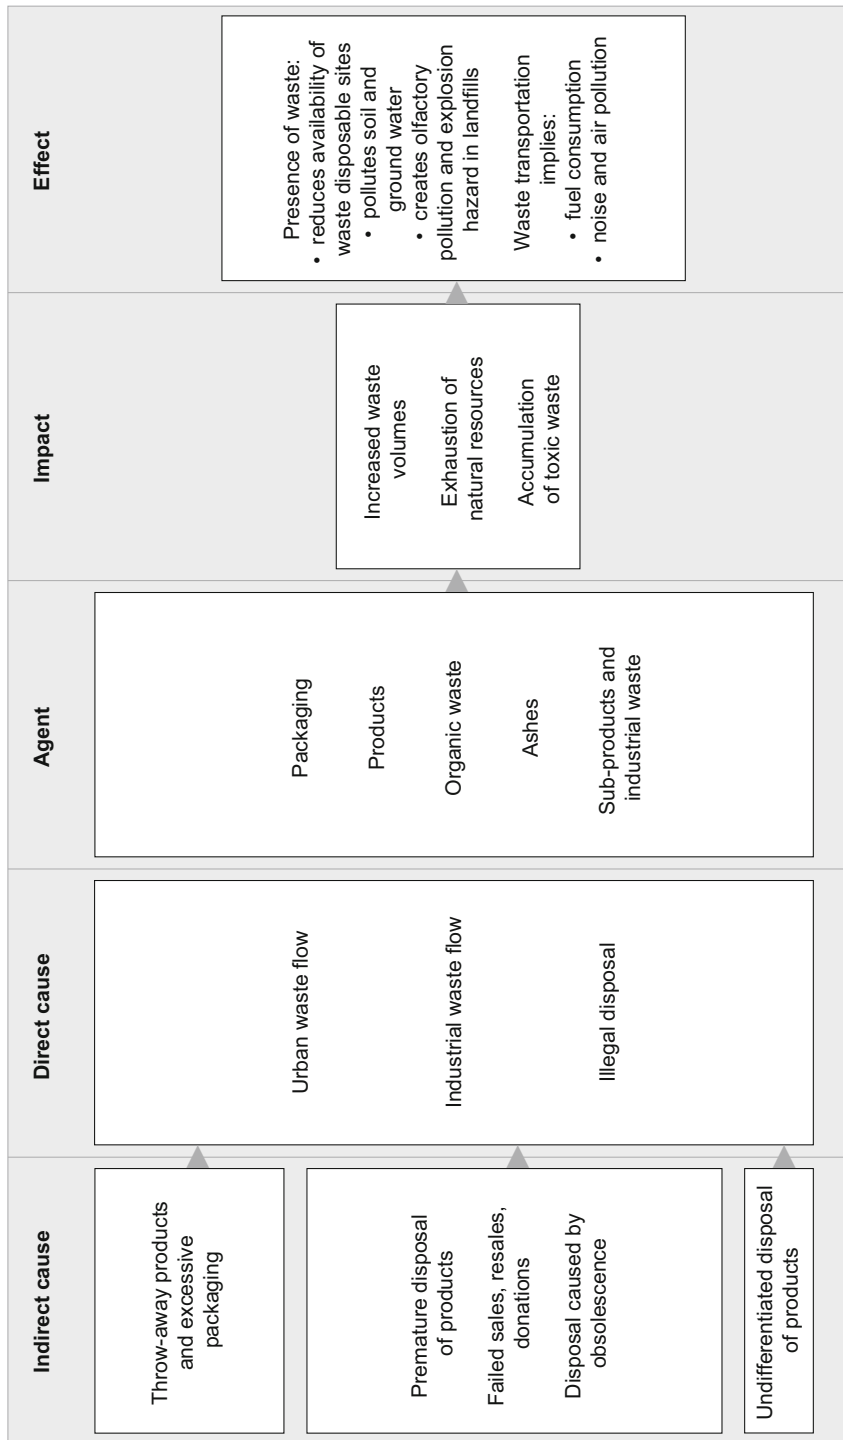 Indirect cause
Throw-away products
and excessive
packaging
Premature disposal
of products
Failed sales, resales,
donations
Disposal caused by
obsolescence
Undifferentiated disposal
of products
Direct cause
Urban waste flow
Industrial waste flow
Illegal disposal
Agent
Packaging
Products
Organic waste
Ashes
Sub-products and
industrial waste
Impact
Increased waste
volumes
Exhaustion of
natural resources
Accumulation
of toxic waste
Effect
Presence of waste:
• reduces availability of
waste disposable sites
• pollutes soil and
ground water
• creates olfactory
pollution and explosion
hazard in landfills
Waste transportation
implies:
• fuel consumption
• noise and air pollution